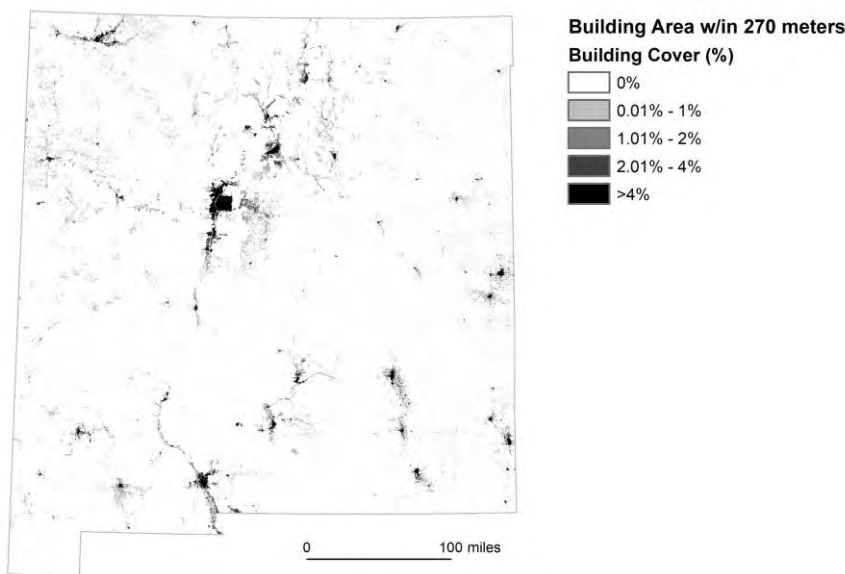 Building Area w/in 270 meters
Building Cover (%)
0%
0.01% - 1%
1.01% - 2%
2.01% - 4%
>4%
0 100 miles